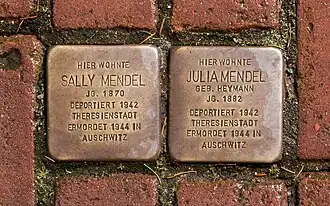 HIER WOHNTE
SALLY MENDEL
JG. 1870
DEPORTIERT 1942
THERESIENSTADT
ERMORDET 1944 IN
AUSCHWITZ
HIER WOHNTE
JULIA MENDEL
GEB. HEYMANN
JG. 1882
DEPORTIERT 1942
THERESIENSTADT
ERMORDET 1944 IN
AUSCHWITZ